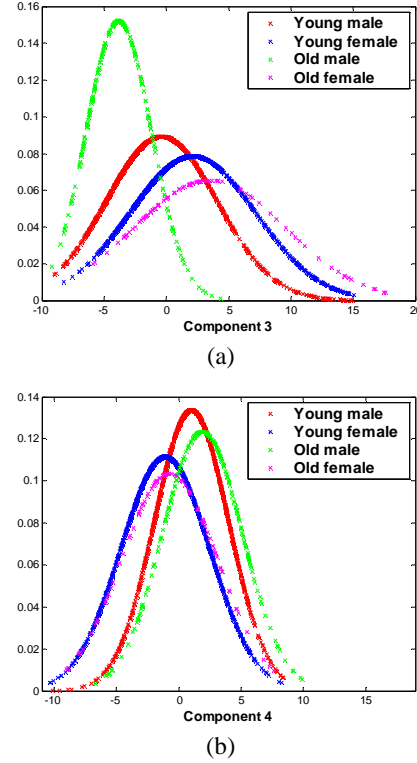 0.16
0.14
0.12
0.1
0.08
0.06
0.04
0.02
0
Young male
Young female
Old male
Old female
-10 -5 0 5 10 15 20
Component 3
(a)
0.14
0.12
0.1
0.08
0.06
0.04
0.02
0
Young male
Young female
Old male
Old female
-10 -5 0 5 10 15
Component 4
(b)